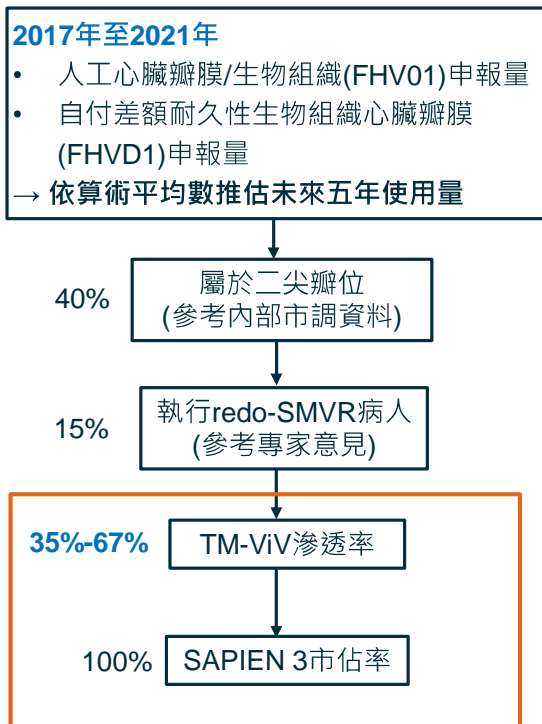 2017年至2021年
• 人工心臟瓣膜/生物組織(FHV01)申報量
• 自付差額耐久性生物組織心臟瓣膜
(FHVD1)申報量
→ 依算術平均數推估未來五年使用量
40%
屬於二尖瓣位
(參考內部市調資料)
15%
執行redo-SMVR病人
(參考專家意見)
35%-67%
TM-ViV滲透率
100%
SAPIEN 3市佔率